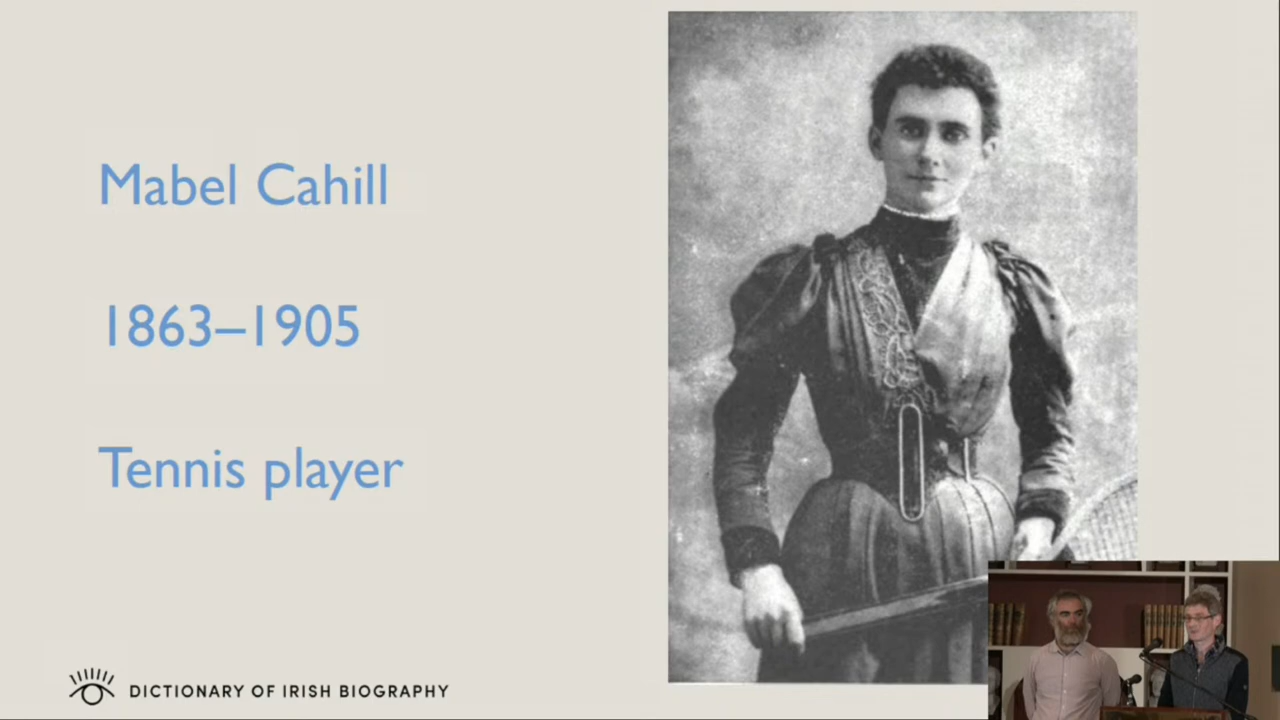 Mabel Cahill
1863–1905
Tennis player
DICTIONARY OF IRISH BIOGRAPHY